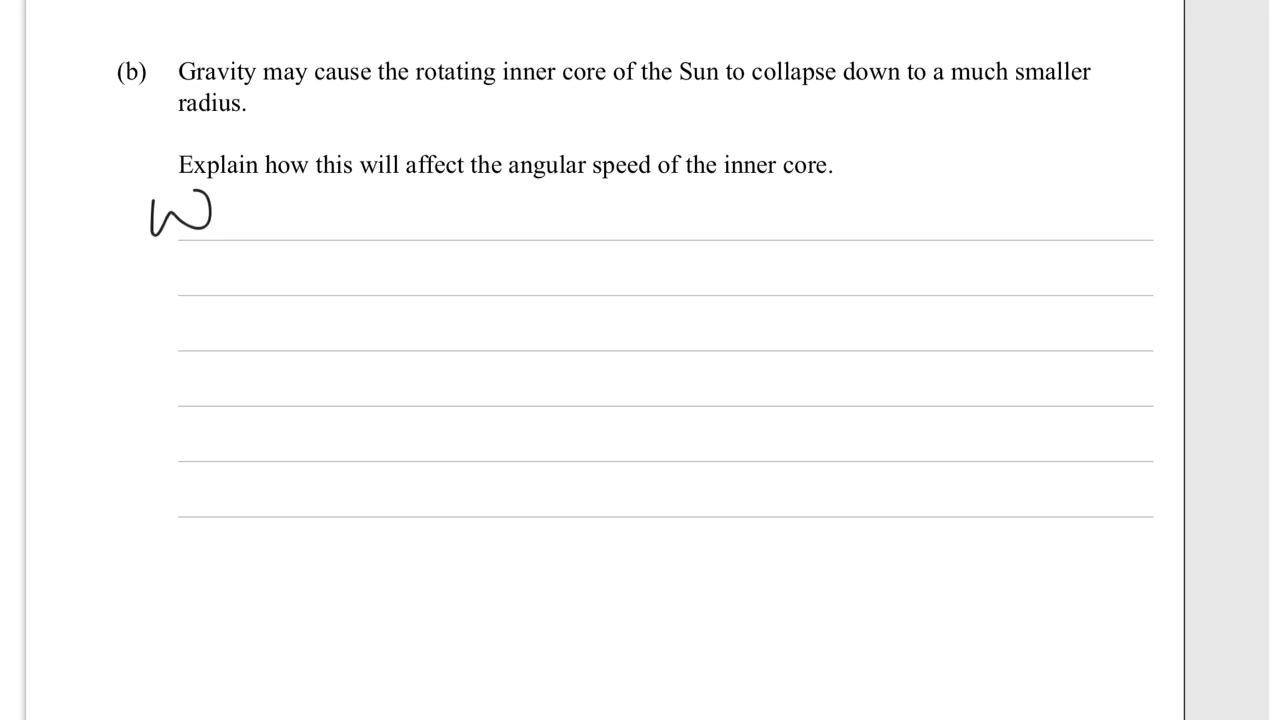 (b) Gravity may cause the rotating inner core of the Sun to collapse down to a much smaller
radius.
Explain how this will affect the angular speed of the inner core.
W